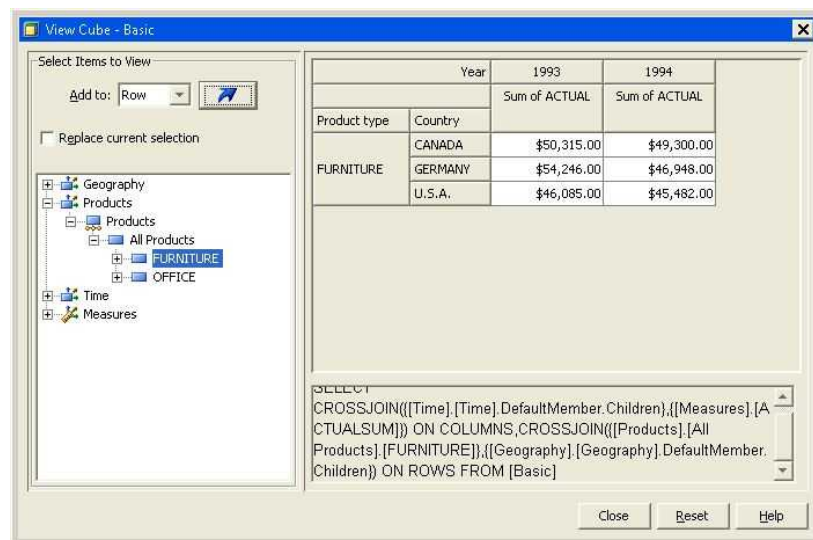 View Cube - Basic
Select Items to View
Add to: Row
Replace current selection
Geography
Products
Products
All Products
FURNITURE
OFFICE
Time
Measures
Year 1993 1994
Sum of ACTUAL Sum of ACTUAL
Product type Country
FURNITURE
CANADA $50,315.00 $49,300.00
GERMANY $54,246.00 $46,948.00
U.S.A. $46,085.00 $45,482.00
SELECT
CROSSJOIN({[Time].[Time].DefaultMember.Children},{[Measures].[A
CTUALSUM]}) ON COLUMNS,CROSSJOIN({[Products].[All
Products].[FURNITURE]},{[Geography].[Geography].DefaultMember.
Children}) ON ROWS FROM [Basic]
Close Reset Help